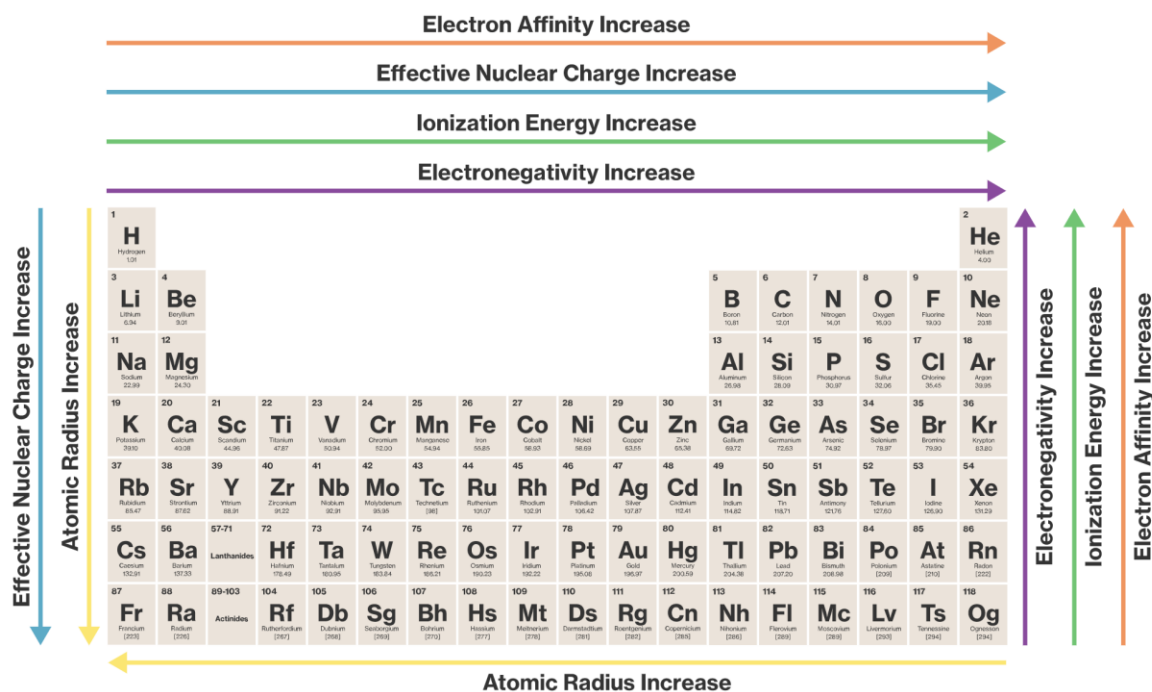 Electron Affinity Increase
Effective Nuclear Charge Increase
Ionization Energy Increase
Electronegativity Increase
Effective Nuclear Charge Increase
Atomic Radius Increase
1 2
H He
Hydrogen Helium
1.01 4.00
3 4 5 6 7 8 9 10
Li Be B C N O F Ne
Lithium Beryllium Boron Carbon Nitrogen Oxygen Fluorine Neon
6.94 9.01 10.81 12.01 14.01 16.00 19.00 20.18
11 12 13 14 15 16 17 18
Na Mg Al Si P S Cl Ar
Sodium Magnesium Aluminum Silicon Phosphorus Sulfur Chlorine Argon
22.99 24.30 26.98 28.09 30.97 32.06 35.45 39.95
19 20 21 22 23 24 25 26 27 28 29 30 31 32 33 34 35 36
K Ca Sc Ti V Cr Mn Fe Co Ni Cu Zn Ga Ge As Se Br Kr
Potassium Calcium Scandium Titanium Vanadium Chromium Manganese Iron Cobalt Nickel Copper Zinc Gallium Germanium Arsenic Selenium Bromine Krypton
39.10 40.08 44.96 47.87 50.94 52.00 54.94 55.85 58.93 58.69 63.55 65.38 69.72 72.63 74.92 78.97 79.90 83.80
37 38 39 40 41 42 43 44 45 46 47 48 49 50 51 52 53 54
Rb Sr Y Zr Nb Mo Tc Ru Rh Pd Ag Cd In Sn Sb Te I Xe
Rubidium Strontium Yttrium Zirconium Niobium Molybdenum Technetium Ruthenium Rhodium Palladium Silver Cadmium Indium Tin Antimony Tellurium Iodine Xenon
85.47 87.62 88.91 91.22 92.91 95.95 [98] 101.07 102.91 106.42 107.87 112.41 114.82 118.71 121.76 127.60 126.90 131.29
55 56 57-71 72 73 74 75 76 77 78 79 80 81 82 83 84 85 86
Cs Ba Lanthanides Hf Ta W Re Os Ir Pt Au Hg Tl Pb Bi Po At Rn
Caesium Barium Hafnium Tantalum Tungsten Rhenium Osmium Iridium Platinum Gold Mercury Thallium Lead Bismuth Polonium Astatine Radon
132.91 137.33 178.49 180.95 183.84 186.21 190.23 192.22 195.08 196.97 200.59 204.38 207.20 208.98 [209] [210] [222]
87 88 89-103 104 105 106 107 108 109 110 111 112 113 114 115 116 117 118
Fr Ra Actinides Rf Db Sg Bh Hs Mt Ds Rg Cn Nh Fl Mc Lv Ts Og
Francium Radium Rutherfordium Dubnium Seaborgium Bohrium Hassium Meitnerium Roentgenium Copernicium Nihonium Flerovium Moscovium Livermorium Tennessine Oganesson
[223] [226] [267] [268] [269] [270] [277] [278] [281] [282] [285] [286] [289] [289] [293] [294] [294]
Electronegativity Increase
Ionization Energy Increase
Electron Affinity Increase
Atomic Radius Increase